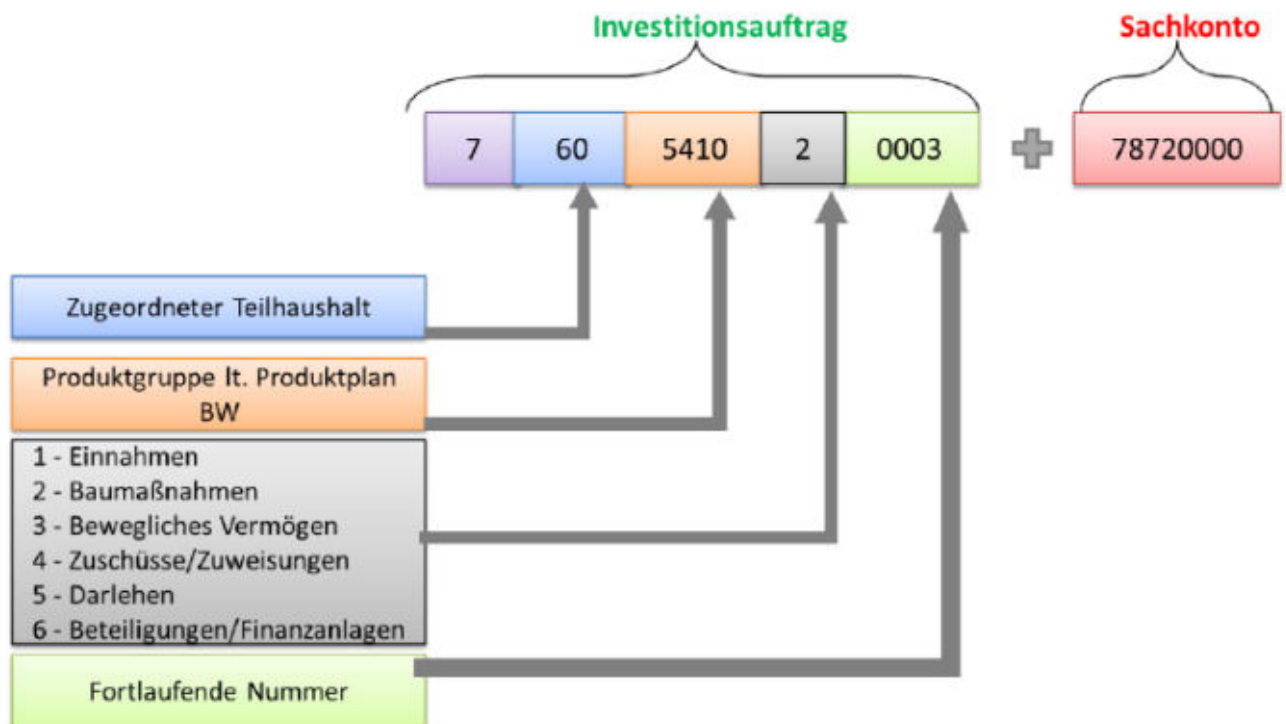 Investitionsauftrag
Sachkonto
7 60 5410 2 0003 78720000
Zugeordneter Teilhaushalt
Produktgruppe lt. Produktplan
BW
1 - Einnahmen
2 - Baumaßnahmen
3 - Bewegliches Vermögen
4 - Zuschüsse/Zuweisungen
5 - Darlehen
6 - Beteiligungen/Finanzanlagen
Fortlaufende Nummer